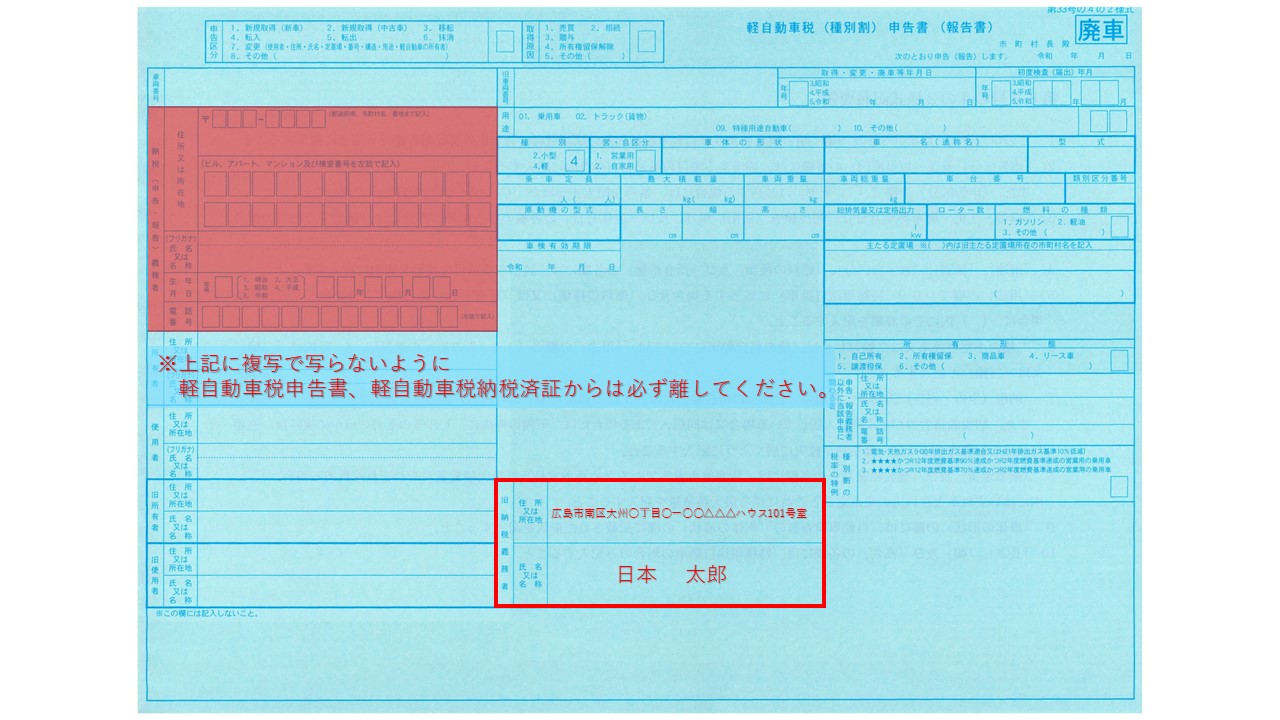 第33号の4の2様式
申告区分
1．新規取得（新車） 2．新規取得（中古車） 3．移転
4．転入 5．転出 6．抹消
7．変更（使用者・住所・氏名・定置場・番号・構造・用途・軽自動車の所有者）
8．その他（ ）
取得原因
1．売買 2．相続
3．贈与
4．所有権留保解除
5．その他（ ）
軽自動車税（種別割）申告書（報告書）
廃車
市町村長殿
次のとおり申告（報告）します。 令和 年 月 日
車両番号
旧車両番号
取得・変更・廃車等年月日
年号
3.昭和
4.平成
5.令和
年 月 日
初度検査（届出）年月
年号
3.昭和
4.平成
5.令和
年 月
納税（申告・報告）義務者
住所又は所在地
〒 － （都道府県、市町村名、番地まで記入）
（ビル、アパート、マンション及び棟室番号を左詰で記入）
（フリガナ）
氏名
又は
名称
生年月日
年号
1．明治 2．大正
3．昭和 4．平成
5．令和
年 月 日
電話番号
（左詰で記入）
用途
01．乗用車 02．トラック（貨物）
09．特種用途自動車（ ） 10．その他（ ）
種別
2.小型
4.軽
4
営・自区分
1．営業用
2．自家用
車体の形状
車名（通称名）
型式
乗車定員
人（ 人）
最大積載量
kg（ kg）
車両重量
kg
車両総重量
kg
車台番号
類別区分番号
原動機の型式
長さ
cm
幅
cm
高さ
cm
総排気量又は定格出力
l
kw
ローター数
燃料の種類
1．ガソリン 2．軽油
3．その他（ ）
車検有効期限
令和 年 月 日
主たる定置場 ※（ ）内は旧主たる定置場所在の市町村名を記入
（ ）
所有者
住所
又は
※上記に複写で写らないように
軽自動車税申告書、軽自動車税納税済証からは必ず離してください。
所有形態
1．自己所有 2．所有権留保 3．商品車 4．リース車
5．譲渡担保 6．その他（ ）
申告・報告義務者以外に当該申告に関わる者
住所
又は
所在地
氏名
又は
名称
電話番号
（ ）
使用者
住所
又は
所在地
（フリガナ）
氏名
又は
名称
種別割の税率の特例
1．電気・天然ガス（H30年排出ガス基準適合又はH21年排出ガス基準10％低減）
2．★★★★かつR12年度燃費基準90％達成かつR2年度燃費基準達成の営業用の乗用車
3．★★★★かつR12年度燃費基準70％達成かつR2年度燃費基準達成の営業用の乗用車
旧所有者
住所
又は
所在地
氏名
又は
名称
旧使用者
住所
又は
所在地
氏名
又は
名称
旧納税義務者
住所
又は
所在地
広島市南区大州〇丁目〇ー〇〇△△△ハウス101号室
氏名
又は
名称
日本 太郎
※この欄には記入しないこと。